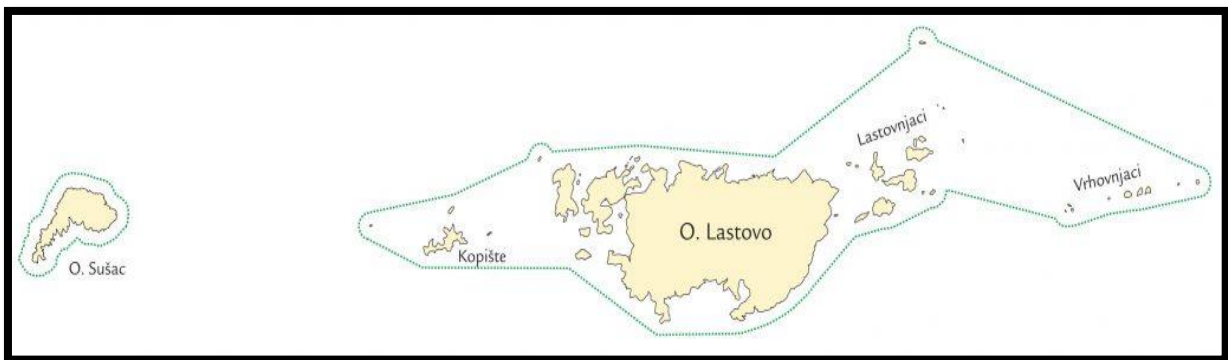 Lastovnjaci
Vrhovnjaci
O. Lastovo
Kopište
O. Sušac